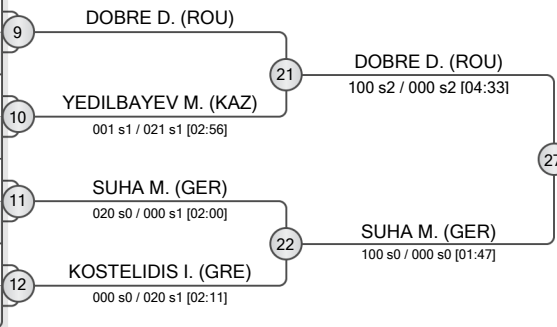 9
DOBRE D. (ROU)
21
DOBRE D. (ROU)
100 s2 / 000 s2 [04:33]
10
YEDILBAYEV M. (KAZ)
001 s1 / 021 s1 [02:56]
27
11
SUHA M. (GER)
020 s0 / 000 s1 [02:00]
22
SUHA M. (GER)
100 s0 / 000 s0 [01:47]
12
KOSTELIDIS I. (GRE)
000 s0 / 020 s1 [02:11]